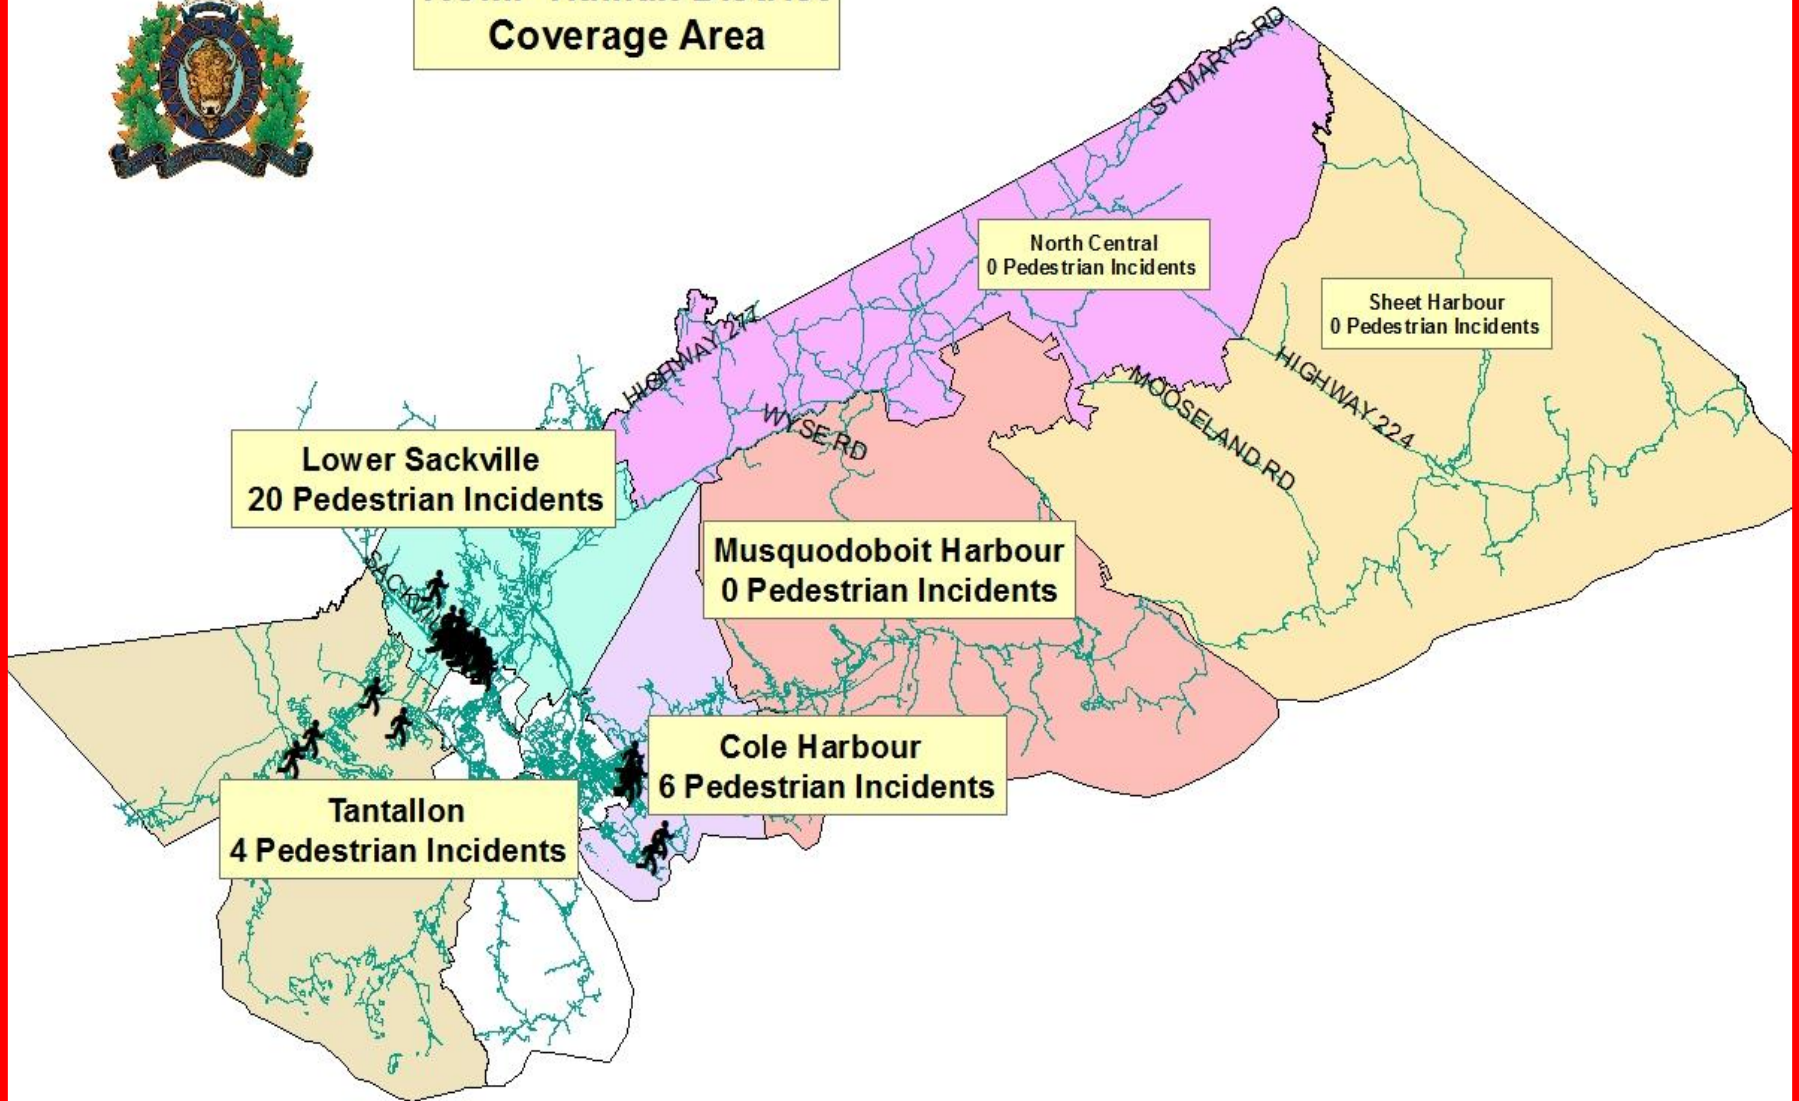 Coverage Area
ST.MARYS RD
North Central
0 Pedestrian Incidents
Sheet Harbour
0 Pedestrian Incidents
HIGHWAY 277
HIGHWAY 224
MOOSELAND RD
WYSE RD
Lower Sackville
20 Pedestrian Incidents
Musquodoboit Harbour
0 Pedestrian Incidents
Cole Harbour
6 Pedestrian Incidents
Tantallon
4 Pedestrian Incidents